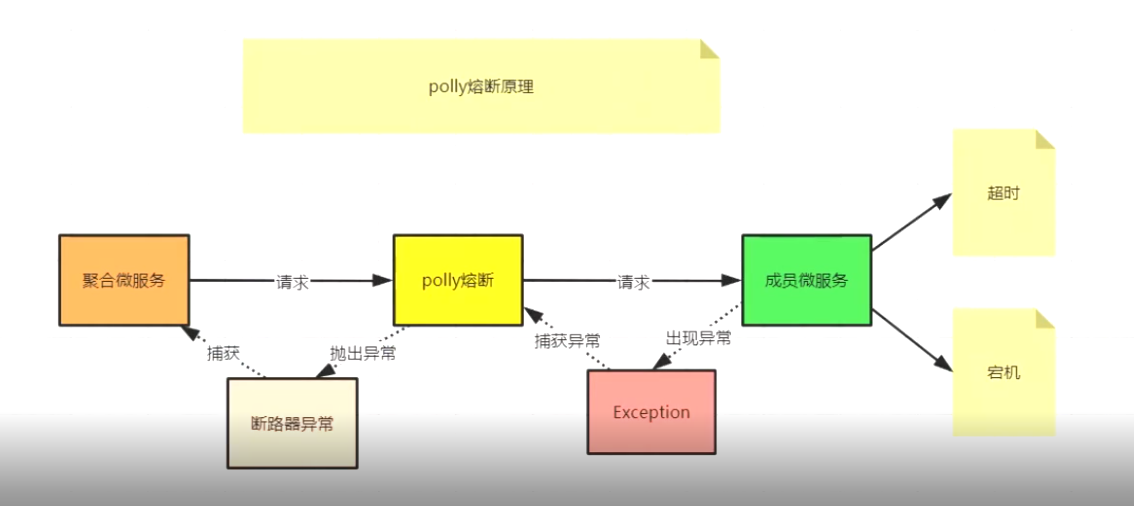 polly熔断原理
超时
聚合微服务
请求
polly熔断
请求
成员微服务
捕获
抛出异常
捕获异常
出现异常
宕机
断路器异常
Exception